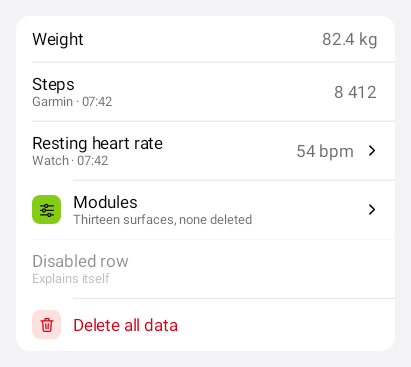 Weight 82.4 kg
Steps 8 412
Garmin · 07:42
Resting heart rate 54 bpm
Watch · 07:42
Modules
Thirteen surfaces, none deleted
Disabled row
Explains itself
Delete all data